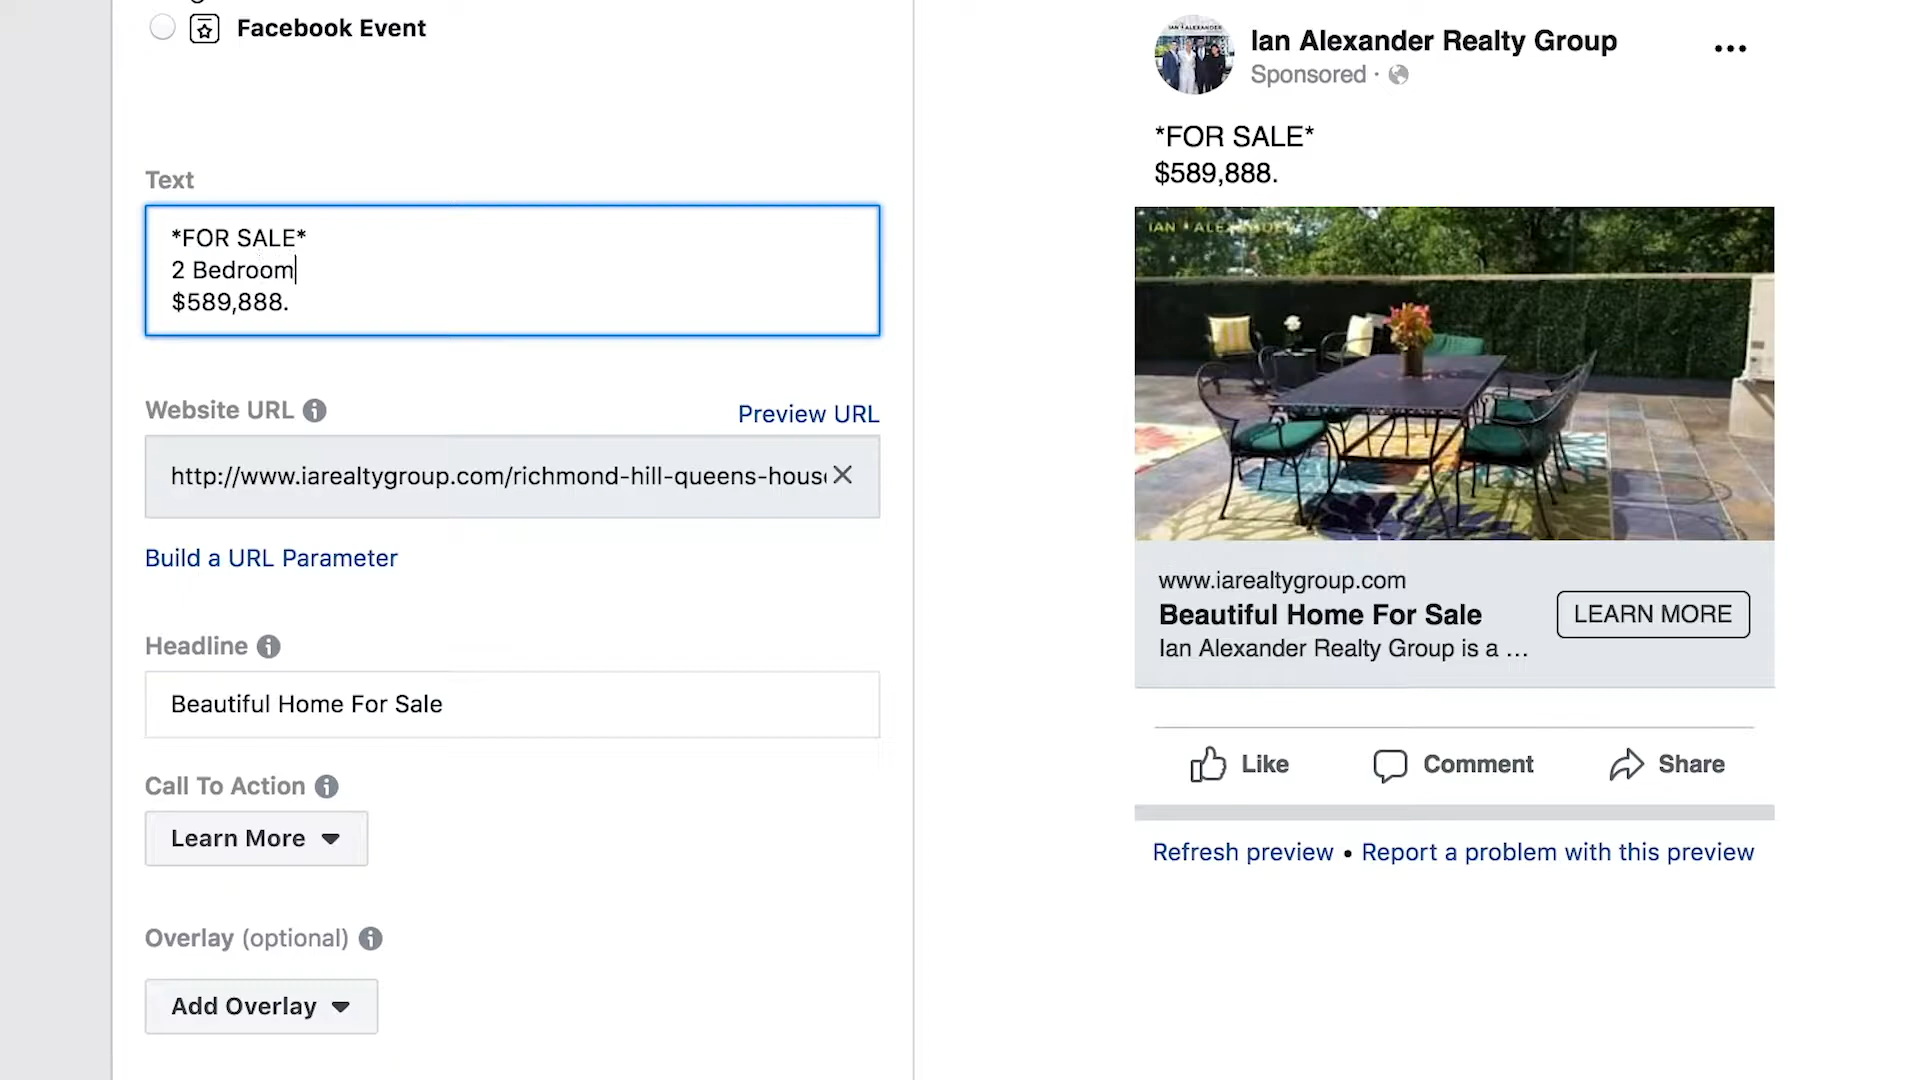 Facebook Event
Text
*FOR SALE*
2 Bedroom
$589,888.
Website URL
Preview URL
http://www.iarealtygroup.com/richmond-hill-queens-hous
Build a URL Parameter
Headline
Beautiful Home For Sale
Call To Action
Learn More
Overlay (optional)
Add Overlay
Ian Alexander Realty Group
Sponsored ·
*FOR SALE*
$589,888.
www.iarealtygroup.com
Beautiful Home For Sale
Ian Alexander Realty Group is a ...
LEARN MORE
Like
Comment
Share
Refresh preview • Report a problem with this preview